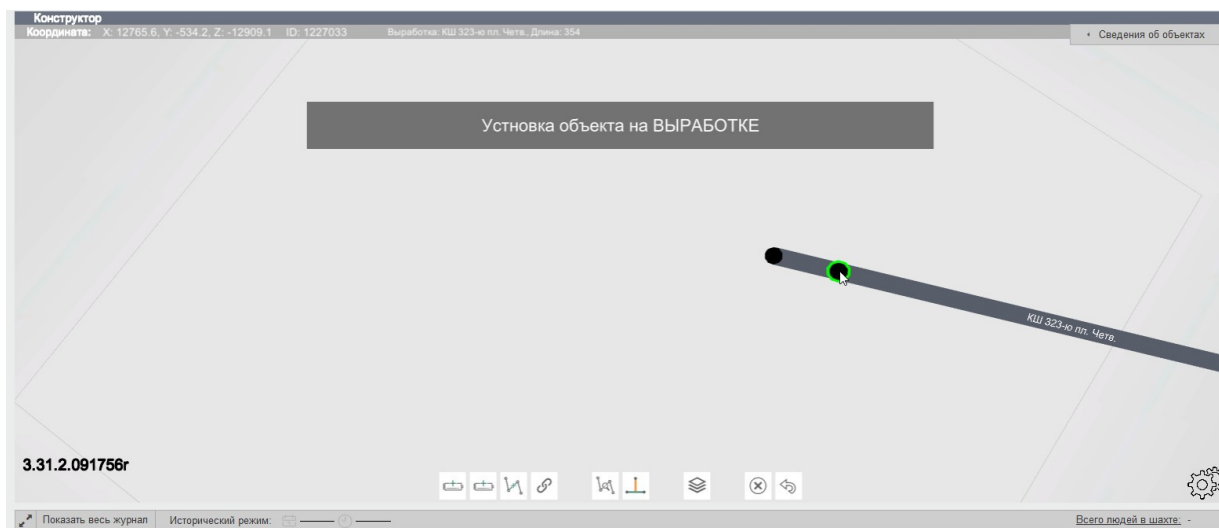 Конструктор
Координатв: X: 12765.6, Y: -534.2, Z: -12909.1 ID: 1227033 Выработка: КШ 323-ю пл. Четв., Длина: 354
Сведения об объектах
Устновка объекта на ВЫРАБОТКЕ
КШ 323-ю пл. Четв.
3.31.2.091756r
Показать весь журнал Исторический режим: Всего людей в шахте: -